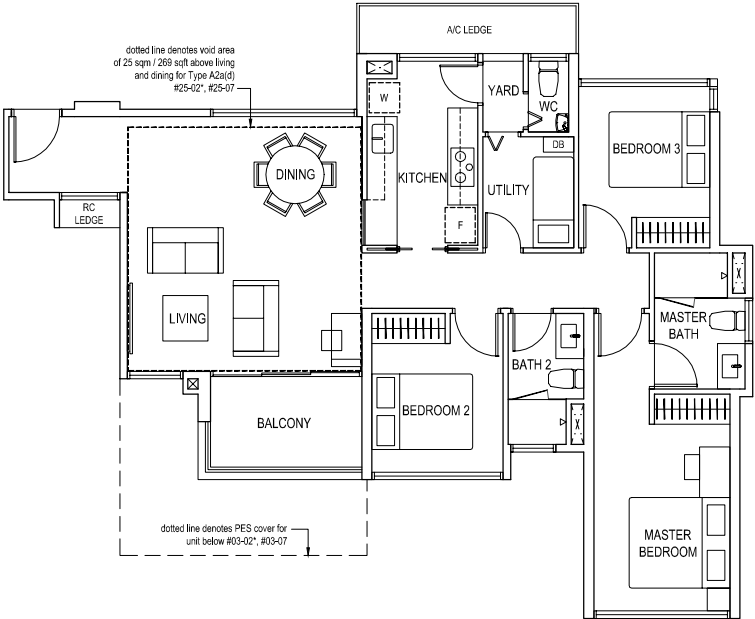 A/C LEDGE
dotted line denotes void area
of 25 sqm / 269 sqft above living
and dining for Type A2a(d)
#25-02*, #25-07
W
YARD
WC
DB
BEDROOM 3
DINING
KITCHEN
UTILITY
RC
LEDGE
F
LIVING
MASTER
BATH
BATH 2
BEDROOM 2
BALCONY
dotted line denotes PES cover for
unit below #03-02*, #03-07
MASTER
BEDROOM